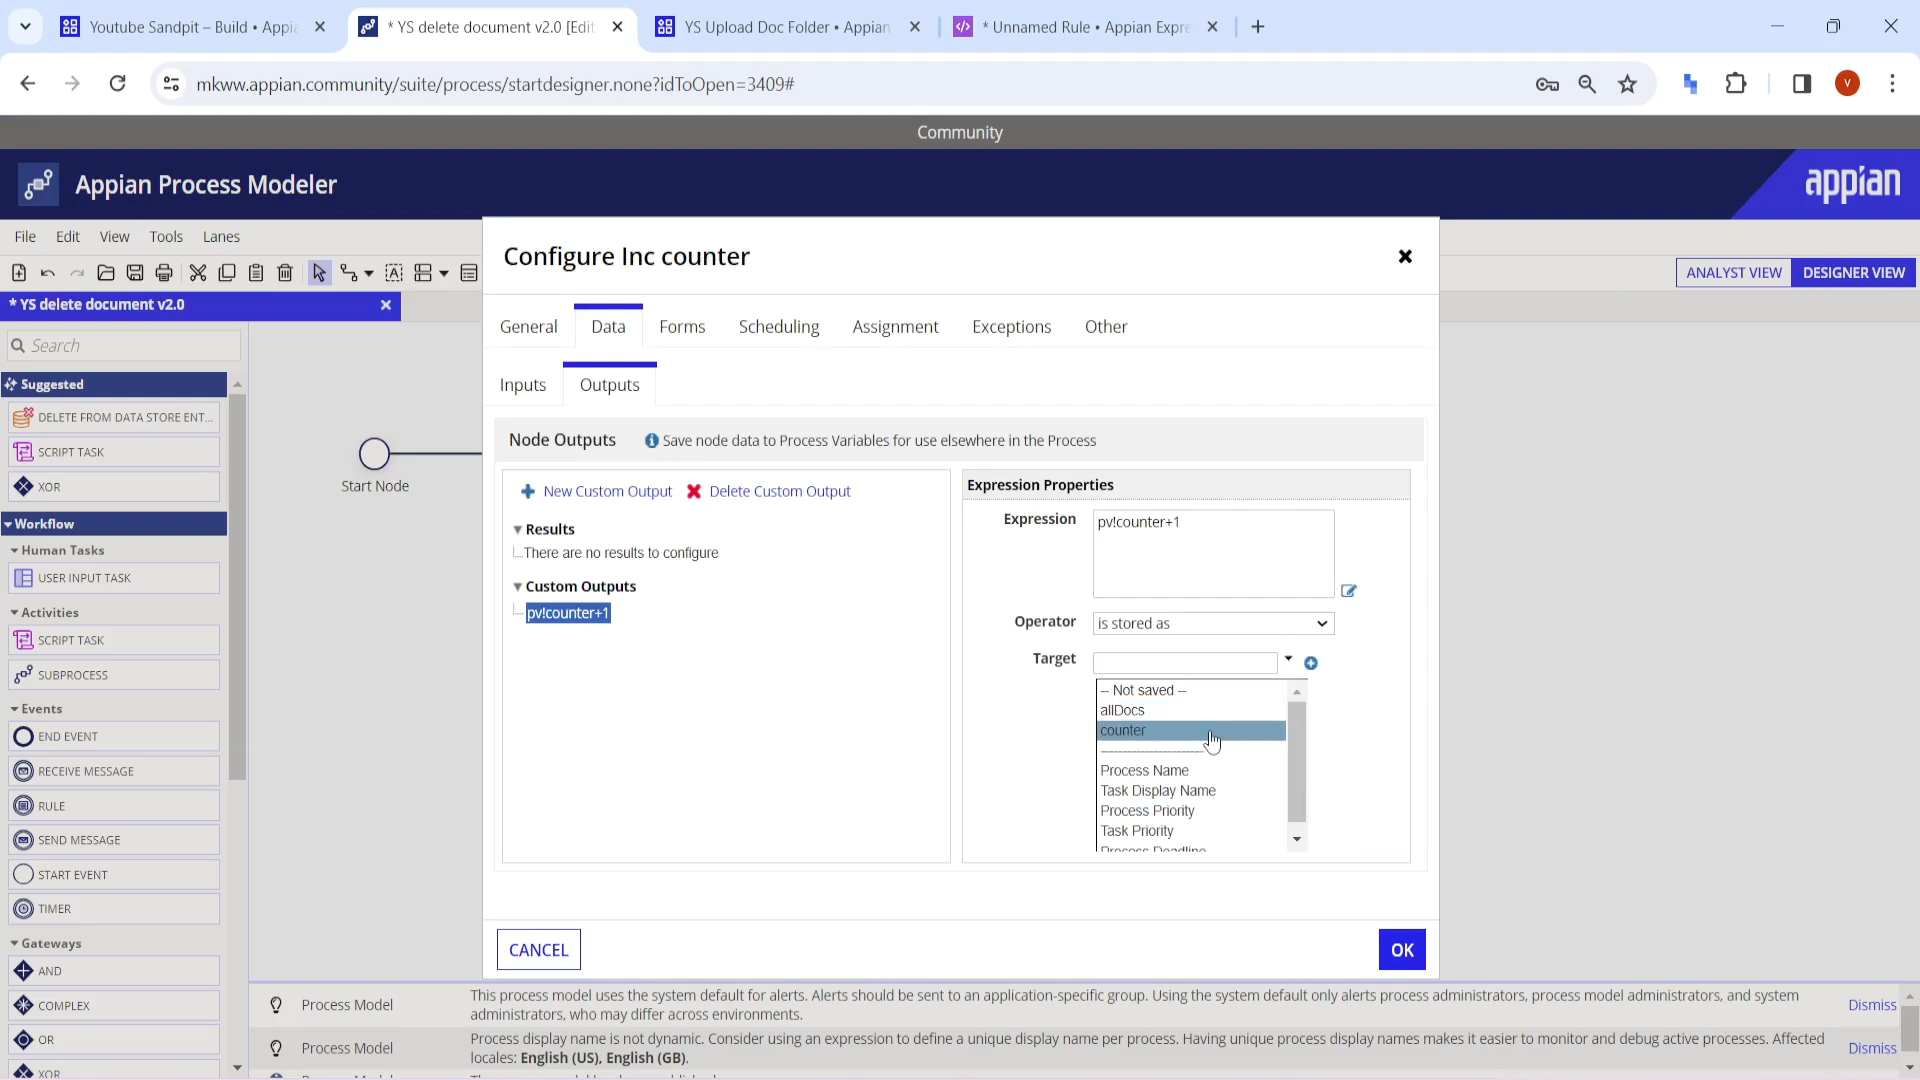 Youtube Sandpit – Build • Appia
* YS delete document v2.0 [Edit
YS Upload Doc Folder • Appian
* Unnamed Rule • Appian Expre
mkww.appian.community/suite/process/startdesigner.none?idToOpen=3409#
V
Community
Appian Process Modeler
appian
File Edit View Tools Lanes
ANALYST VIEW DESIGNER VIEW
* YS delete document v2.0
Search
Suggested
DELETE FROM DATA STORE ENT...
SCRIPT TASK
XOR
Workflow
Human Tasks
USER INPUT TASK
Activities
SCRIPT TASK
SUBPROCESS
Events
END EVENT
RECEIVE MESSAGE
RULE
SEND MESSAGE
START EVENT
TIMER
Gateways
AND
COMPLEX
OR
XOR
Start Node
Configure Inc counter
General Data Forms Scheduling Assignment Exceptions Other
Inputs Outputs
Node Outputs Save node data to Process Variables for use elsewhere in the Process
New Custom Output Delete Custom Output
Results
There are no results to configure
Custom Outputs
pv!counter+1
Expression Properties
Expression pv!counter+1
Operator is stored as
Target
-- Not saved --
allDocs
counter
Process Name
Task Display Name
Process Priority
Task Priority
Process Deadline
CANCEL OK
Process Model
This process model uses the system default for alerts. Alerts should be sent to an application-specific group. Using the system default only alerts process administrators, process model administrators, and system
administrators, who may differ across environments.
Dismiss
Process Model
Process display name is not dynamic. Consider using an expression to define a unique display name per process. Having unique process display names makes it easier to monitor and debug active processes. Affected
locales: English (US), English (GB).
Dismiss